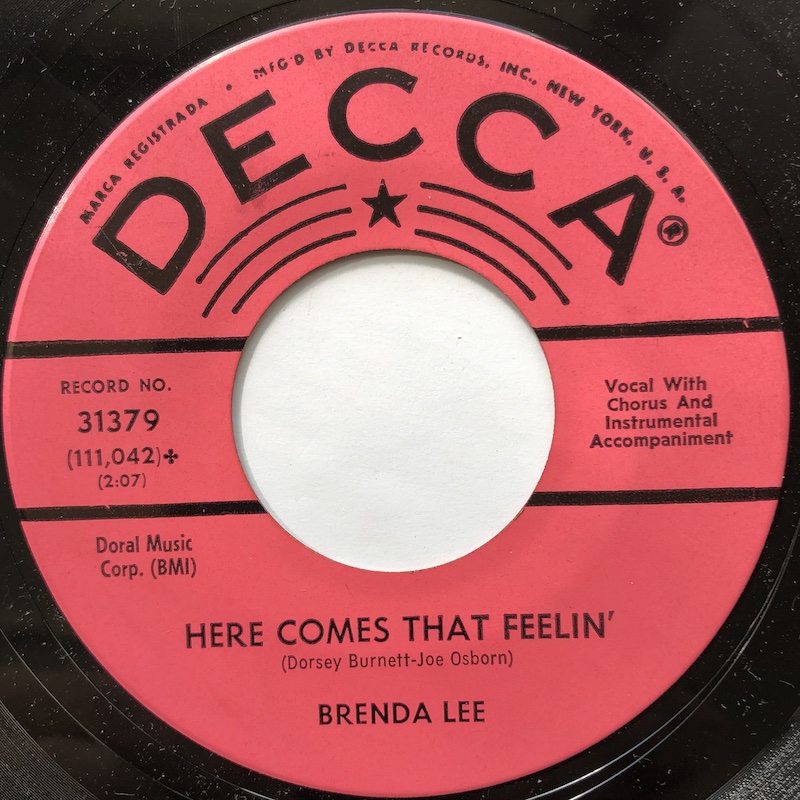 MARCA REGISTRADA • MFG'D BY DECCA RECORDS, INC., NEW YORK, U. S. A.
DECCA®
RECORD NO.
31379
(111,042)✤
(2:07)
Vocal With
Chorus And
Instrumental
Accompaniment
Doral Music
Corp. (BMI)
HERE COMES THAT FEELIN'
(Dorsey Burnett-Joe Osborn)
BRENDA LEE